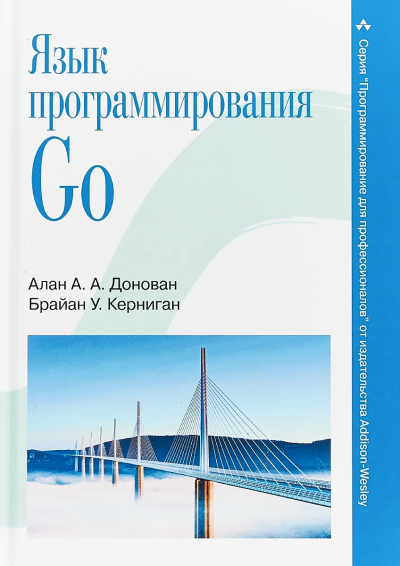 Язык
программирования
Go
Алан А. А. Донован
Брайан У. Керниган
Серия "Программирование для профессионалов" от издательства Addison-Wesley